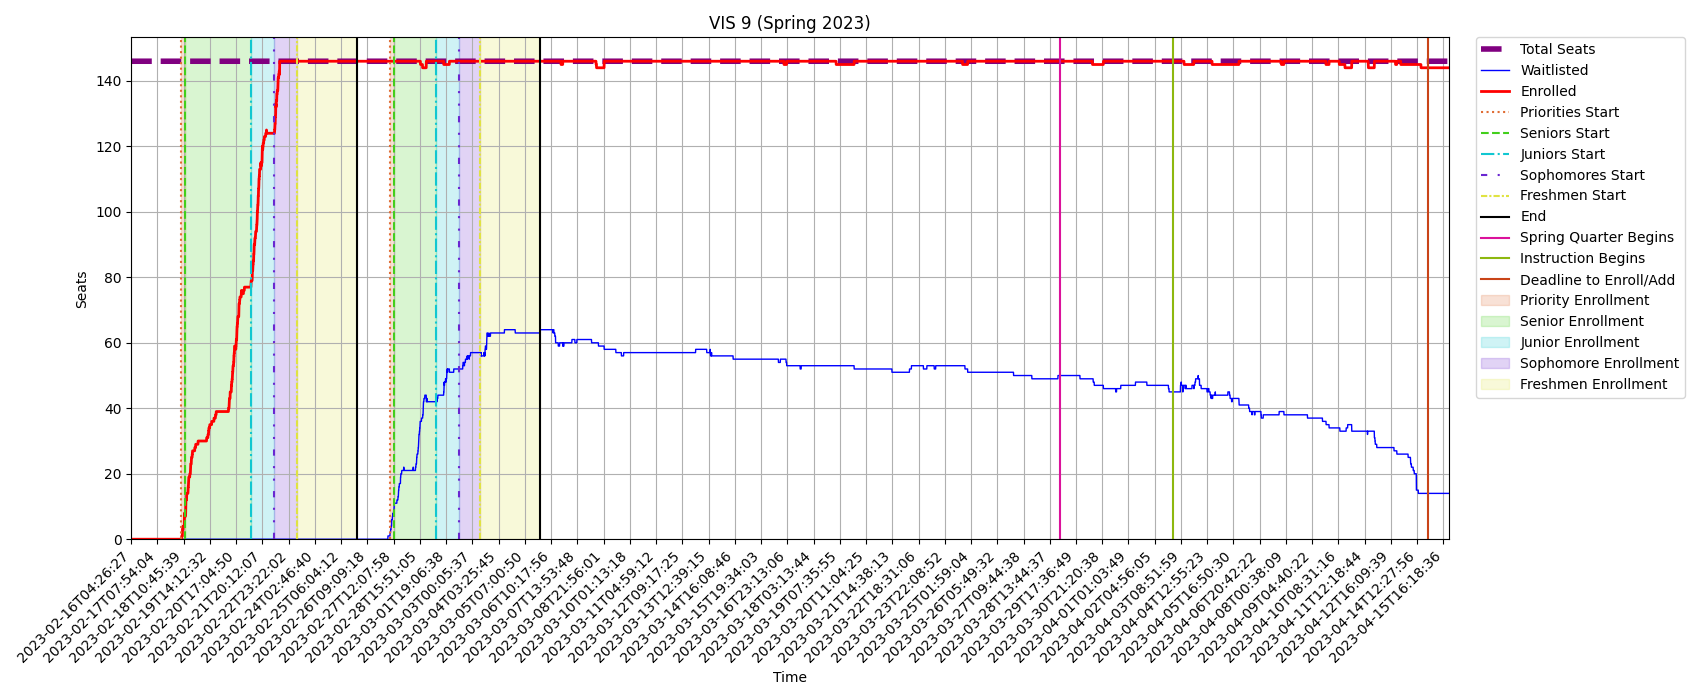 VIS 9 (Spring 2023)
Seats
140
120
100
80
60
40
20
0
2023-02-16T04:26:27
2023-02-17T07:54:04
2023-02-18T10:45:39
2023-02-19T14:12:32
2023-02-20T17:04:50
2023-02-21T20:12:07
2023-02-22T23:22:02
2023-02-24T02:46:40
2023-02-25T06:04:12
2023-02-26T09:09:18
2023-02-27T12:07:58
2023-02-28T15:51:05
2023-03-01T19:06:38
2023-03-03T00:05:37
2023-03-04T03:25:45
2023-03-05T07:00:50
2023-03-06T10:17:56
2023-03-07T13:53:48
2023-03-08T21:56:01
2023-03-10T01:13:18
2023-03-11T04:59:12
2023-03-12T09:17:25
2023-03-13T12:39:15
2023-03-14T16:08:46
2023-03-15T19:34:03
2023-03-16T23:13:06
2023-03-18T03:13:44
2023-03-19T07:35:55
2023-03-20T11:04:25
2023-03-21T14:38:13
2023-03-22T18:31:06
2023-03-23T22:08:52
2023-03-25T01:59:04
2023-03-26T05:49:32
2023-03-27T09:44:38
2023-03-28T13:44:37
2023-03-29T17:36:49
2023-03-30T21:20:38
2023-04-01T01:03:49
2023-04-02T04:56:05
2023-04-03T08:51:59
2023-04-04T12:55:23
2023-04-05T16:50:30
2023-04-06T20:42:22
2023-04-08T00:38:09
2023-04-09T04:40:22
2023-04-10T08:31:16
2023-04-11T12:18:44
2023-04-12T16:09:39
2023-04-14T12:27:56
2023-04-15T16:18:36
Time
Total Seats
Waitlisted
Enrolled
Priorities Start
Seniors Start
Juniors Start
Sophomores Start
Freshmen Start
End
Spring Quarter Begins
Instruction Begins
Deadline to Enroll/Add
Priority Enrollment
Senior Enrollment
Junior Enrollment
Sophomore Enrollment
Freshmen Enrollment